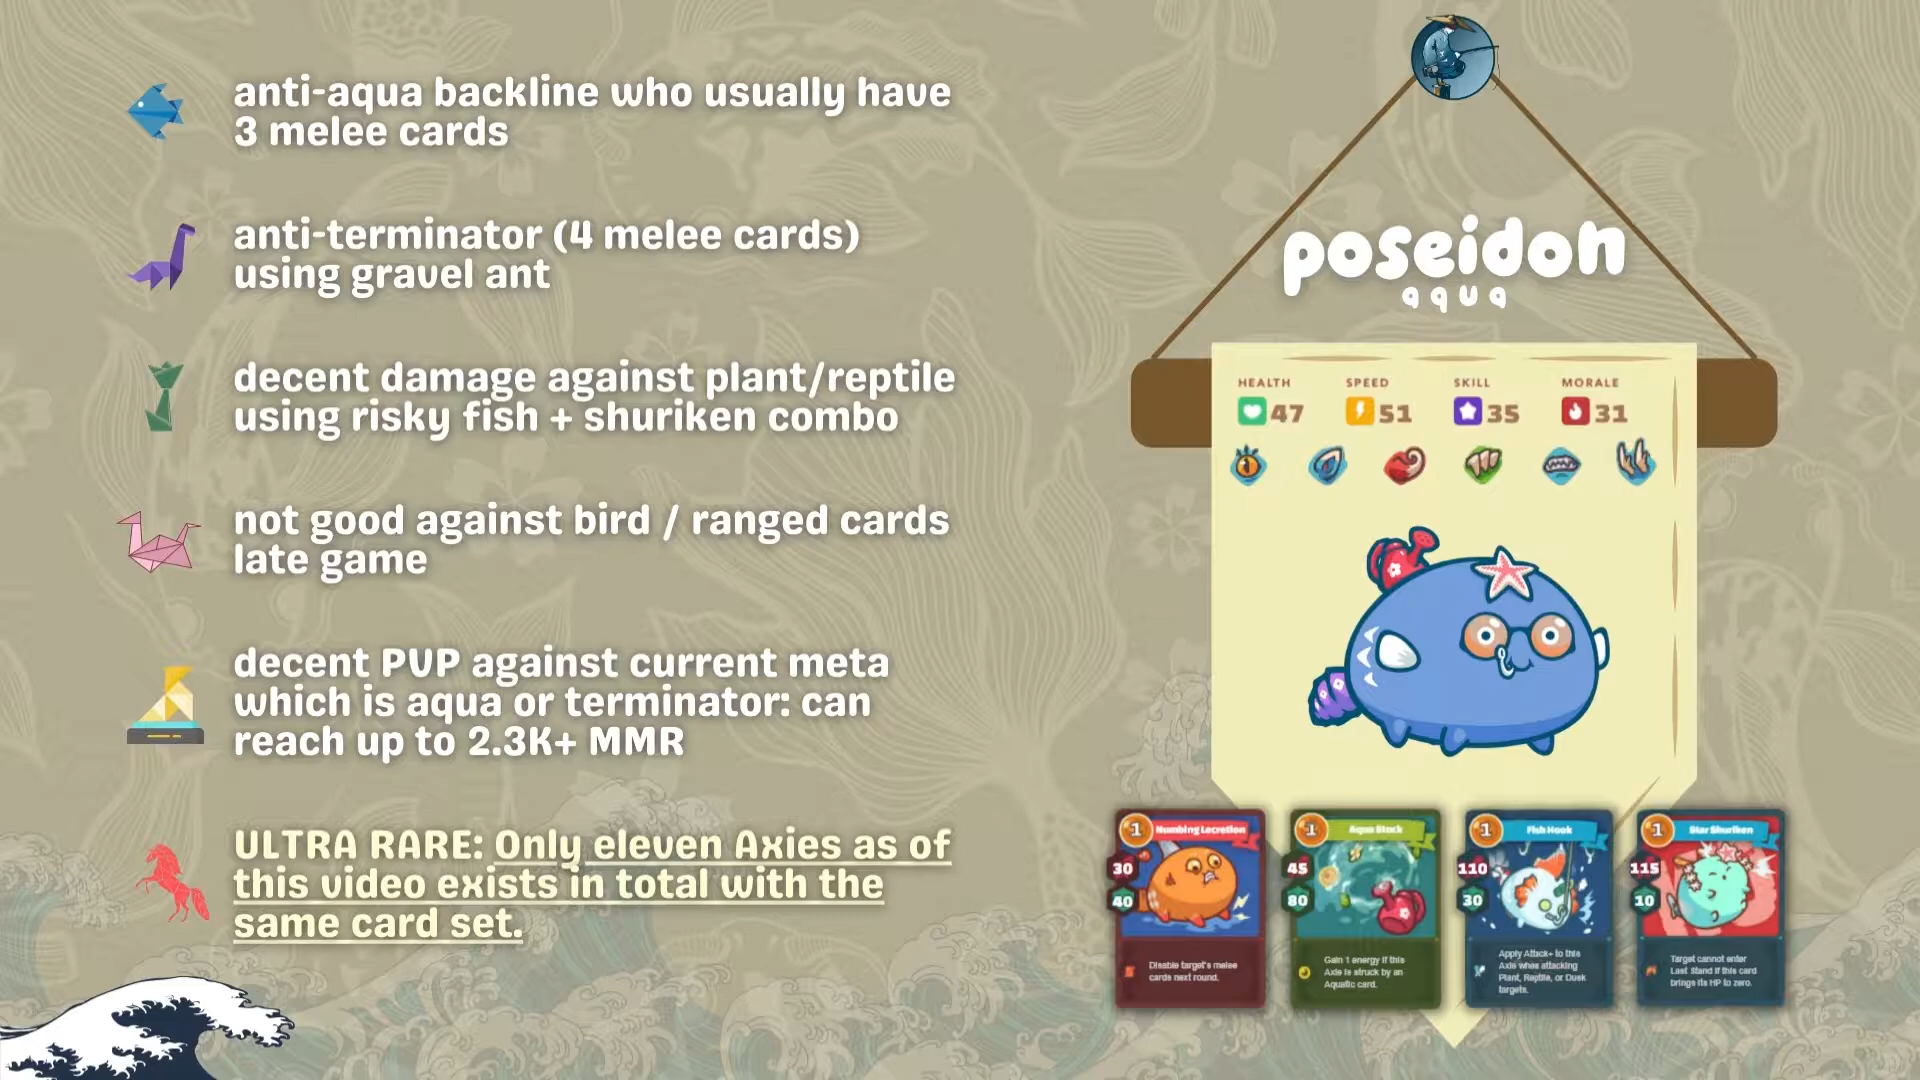 anti-aqua backline who usually have
3 melee cards
anti-terminator (4 melee cards)
using gravel ant
decent damage against plant/reptile
using risky fish + shuriken combo
not good against bird / ranged cards
late game
decent PVP against current meta
which is aqua or terminator: can
reach up to 2.3K+ MMR
ULTRA RARE: Only eleven Axies as of
this video exists in total with the
same card set.
poseidon
aqua
HEALTH SPEED SKILL MORALE
47 51 35 31
1 Numbing Lecretion
30
40
Disable target's melee
cards next round.
1 Aqua Stock
45
80
Gain 1 energy if this
Axie is struck by an
Aquatic card.
1 Fish Hook
110
30
Apply Attack+ to this
Axie when attacking
Plant, Reptile, or Dusk
targets.
1 Star Shuriken
115
10
Target cannot enter
Last Stand if this card
brings its HP to zero.